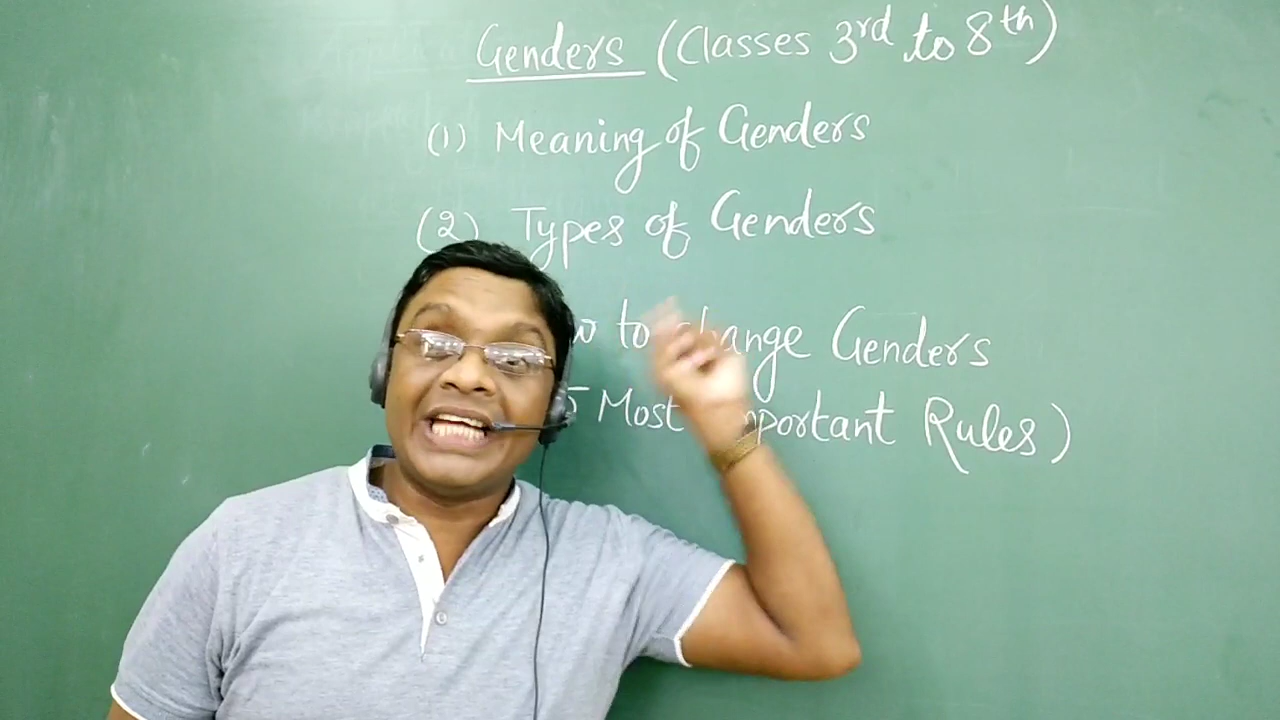 Genders (Classes 3rd to 8th)
(1) Meaning of Genders
(2) Types of Genders
to change Genders
5 Most Important Rules)